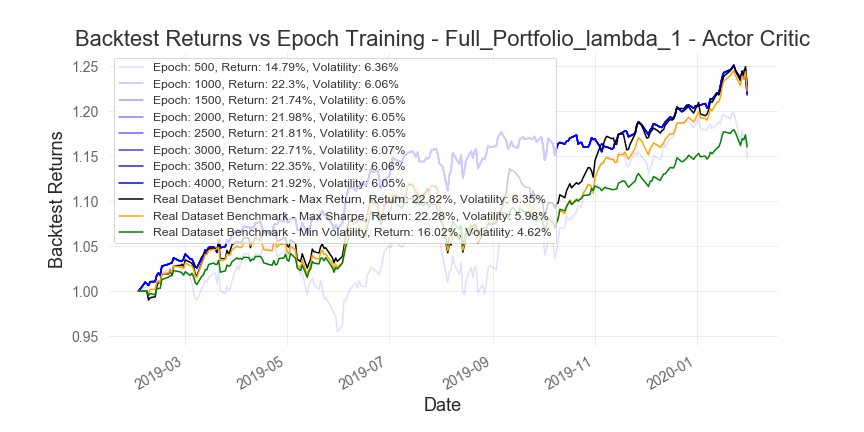 Backtest Returns vs Epoch Training - Full_Portfolio_lambda_1 - Actor Critic
Epoch: 500, Return: 14.79%, Volatility: 6.36%
Epoch: 1000, Return: 22.3%, Volatility: 6.06%
Epoch: 1500, Return: 21.74%, Volatility: 6.05%
Epoch: 2000, Return: 21.98%, Volatility: 6.05%
Epoch: 2500, Return: 21.81%, Volatility: 6.05%
Epoch: 3000, Return: 22.71%, Volatility: 6.07%
Epoch: 3500, Return: 22.35%, Volatility: 6.06%
Epoch: 4000, Return: 21.92%, Volatility: 6.05%
Real Dataset Benchmark - Max Return, Return: 22.82%, Volatility: 6.35%
Real Dataset Benchmark - Max Sharpe, Return: 22.28%, Volatility: 5.98%
Real Dataset Benchmark - Min Volatility, Return: 16.02%, Volatility: 4.62%
Backtest Returns
1.25
1.20
1.15
1.10
1.05
1.00
0.95
2019-03
2019-05
2019-07
2019-09
2019-11
2020-01
Date